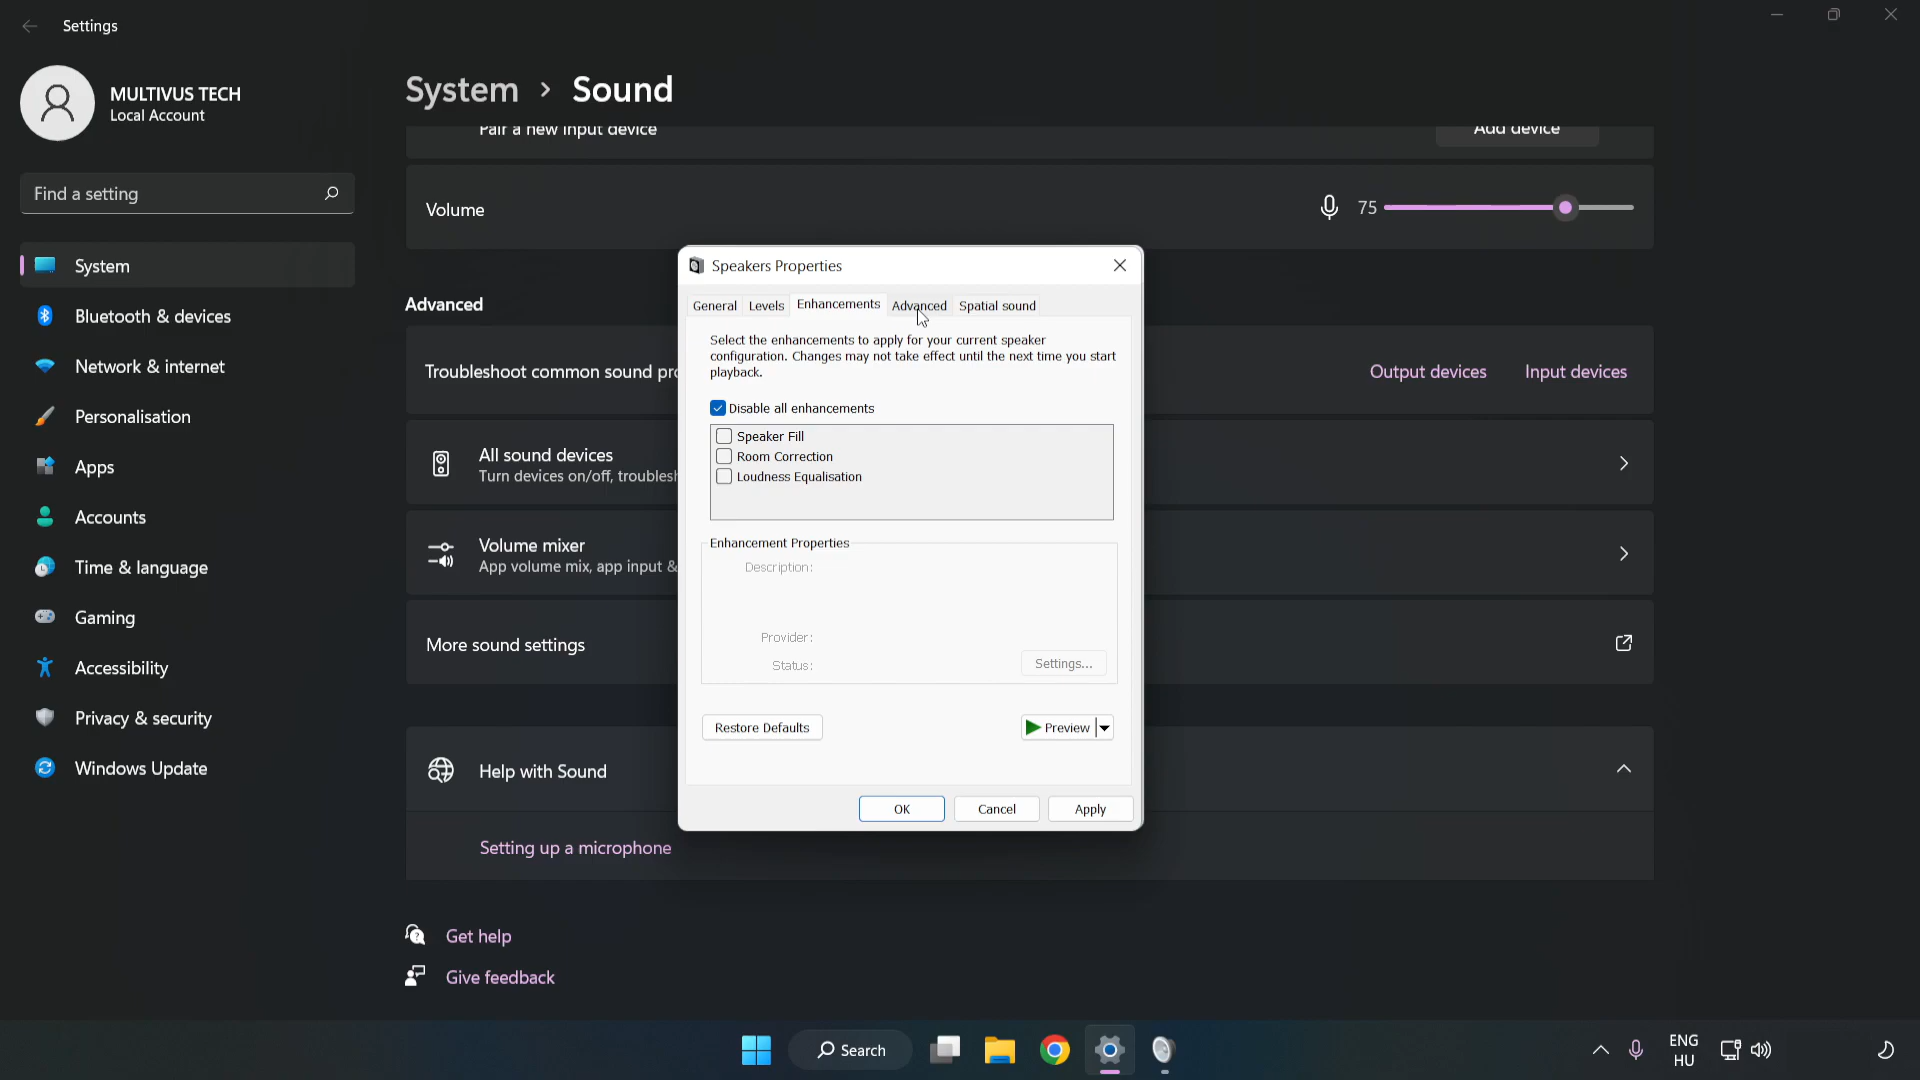 Settings
MULTIVUS TECH
Local Account
Find a setting
System
Bluetooth & devices
Network & internet
Personalisation
Apps
Accounts
Time & language
Gaming
Accessibility
Privacy & security
Windows Update
System › Sound
Pair a new input device
Add device
Volume
75
Advanced
Troubleshoot common sound pr
Output devices
Input devices
All sound devices
Turn devices on/off, troubles
Volume mixer
App volume mix, app input &
More sound settings
Help with Sound
Setting up a microphone
Get help
Give feedback
Speakers Properties
General
Levels
Enhancements
Advanced
Spatial sound
Select the enhancements to apply for your current speaker
configuration. Changes may not take effect until the next time you start
playback.
Disable all enhancements
Speaker Fill
Room Correction
Loudness Equalisation
Enhancement Properties
Description:
Provider:
Status:
Settings...
Restore Defaults
Preview
OK
Cancel
Apply
Search
ENG
HU